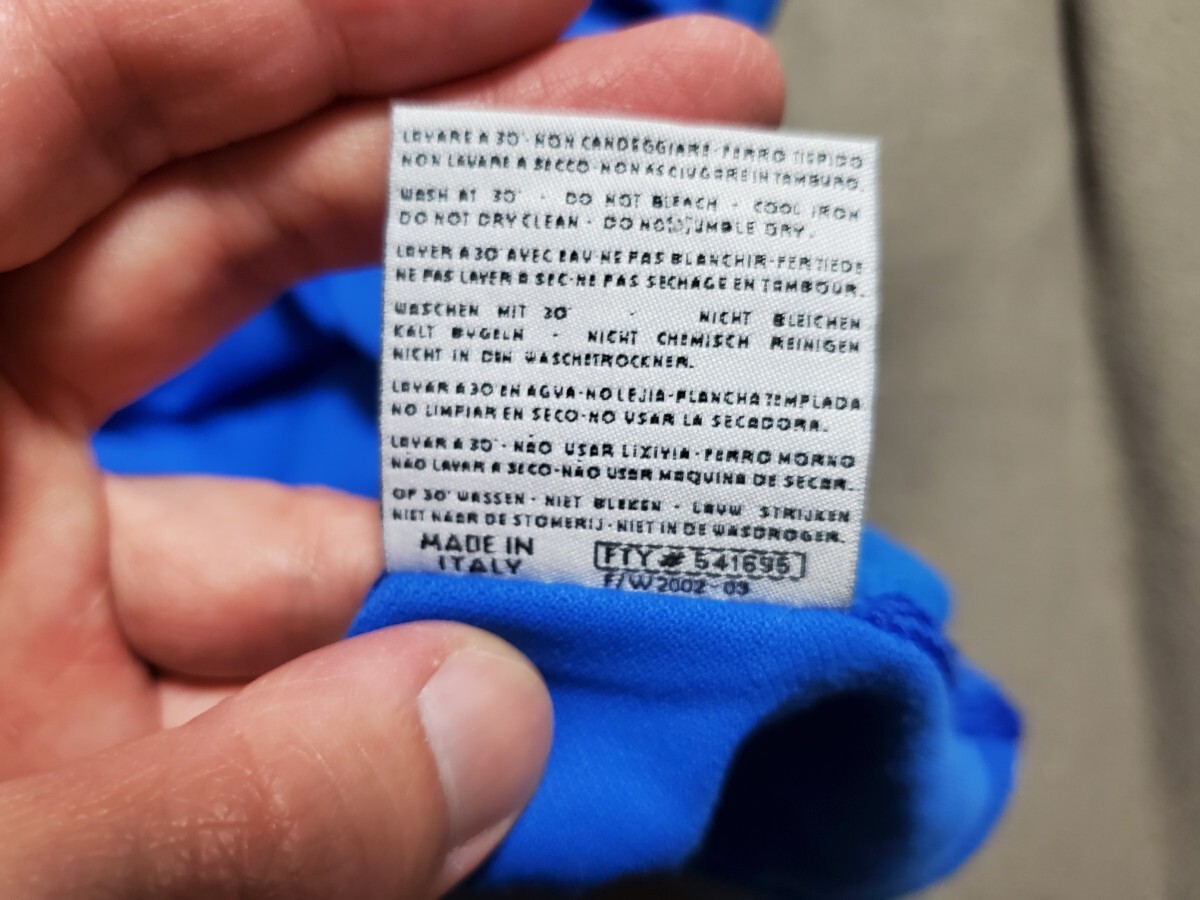 LAVARE A 30°-NON CANDEGGIARE-FERRO TIEPIDO
NON LAVARE A SECCO-NON ASCIUGARE IN TAMBURO.
WASH AT 30° - DO NOT BLEACH - COOL IRON
DO NOT DRY CLEAN - DO NOT TUMBLE DRY.
LAVER A 30°AVEC EAU-NE PAS BLANCHIR-FER TIEDE
NE PAS LAVER A SEC-NE PAS SECHAGE EN TAMBOUR.
WASCHEN MIT 30° - NICHT BLEICHEN
KALT BUGELN - NICHT CHEMISCH REINIGEN
NICHT IN DEN WASCHETROCKNER.
LAVAR A 30°EN AGUA-NO LEJIA-PLANCHA TEMPLADA
NO LIMPIAR EN SECO-NO USAR LA SECADORA.
LAVAR A 30°-NÃO USAR LIXIVIA-FERRO MORNO
NÃO LAVAR A SECO-NÃO USAR MAQUINA DE SECAR.
OP 30° WASSEN - NIET BLEKEN - LAUW STRIJKEN
NIET NAAR DE STOMERIJ-NIET IN DE WASDROGER.
MADE IN
ITALY
FTY # 541695
F/W 2002-03